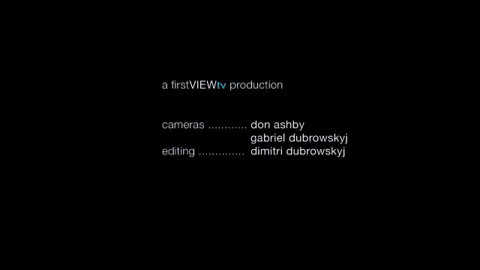 a firstVIEWtv production
cameras ............ don ashby
gabriel dubrowskyj
editing .............. dimitri dubrowskyj